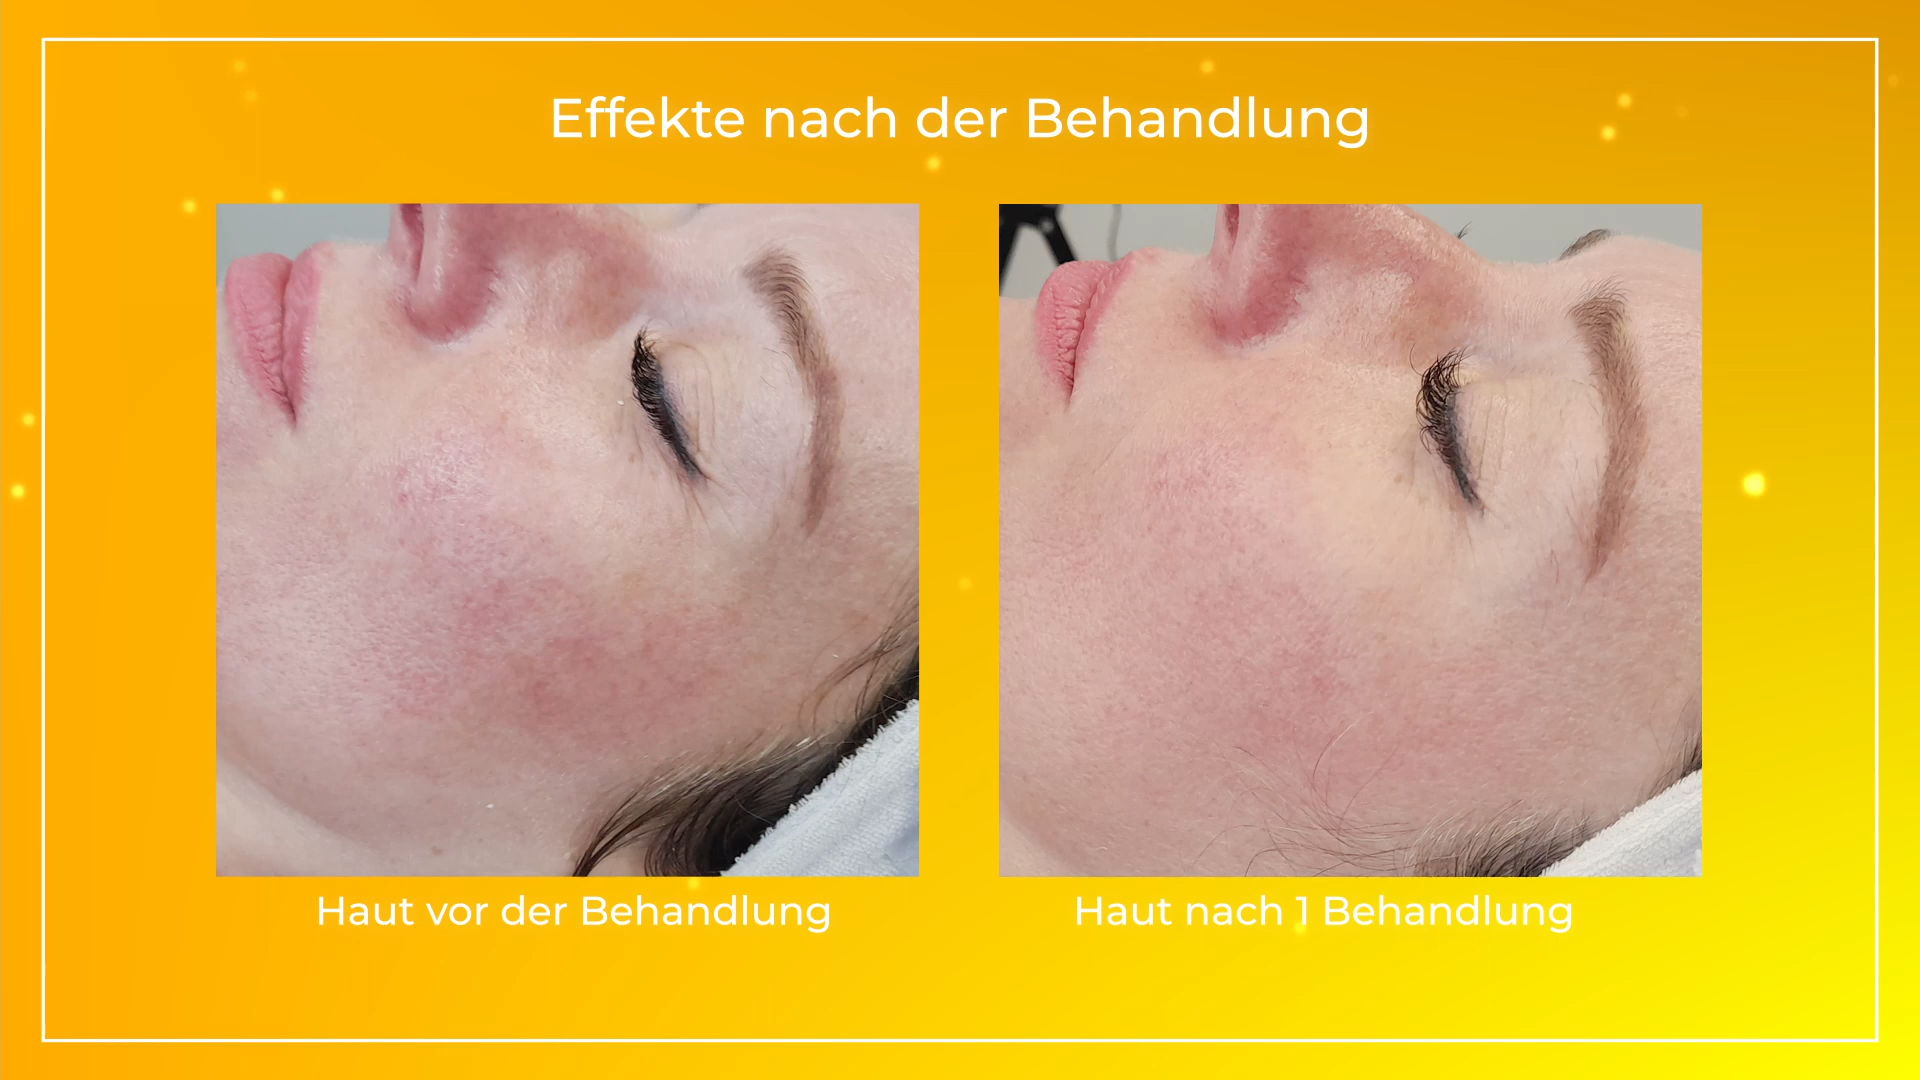 Effekte nach der Behandlung
Haut vor der Behandlung
Haut nach 1 Behandlung